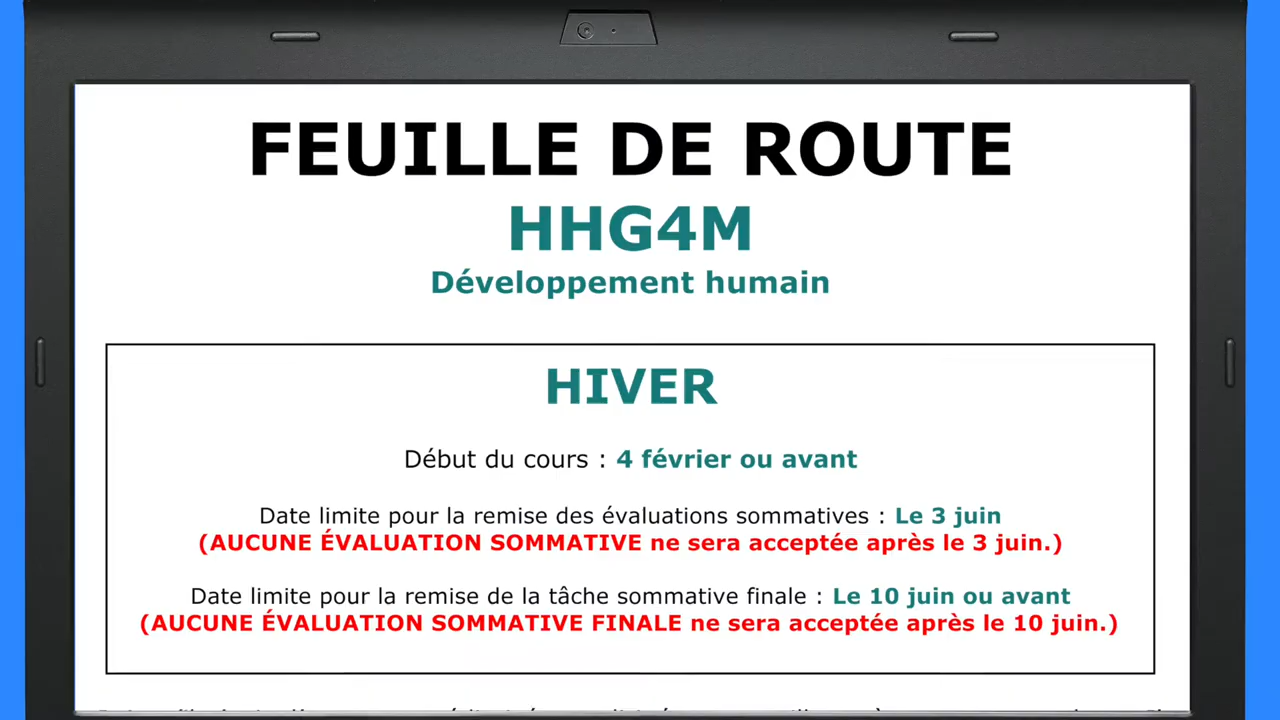 FEUILLE DE ROUTE
HHG4M
Développement humain
HIVER
Début du cours : 4 février ou avant
Date limite pour la remise des évaluations sommatives : Le 3 juin
(AUCUNE ÉVALUATION SOMMATIVE ne sera acceptée après le 3 juin.)
Date limite pour la remise de la tâche sommative finale : Le 10 juin ou avant
(AUCUNE ÉVALUATION SOMMATIVE FINALE ne sera acceptée après le 10 juin.)